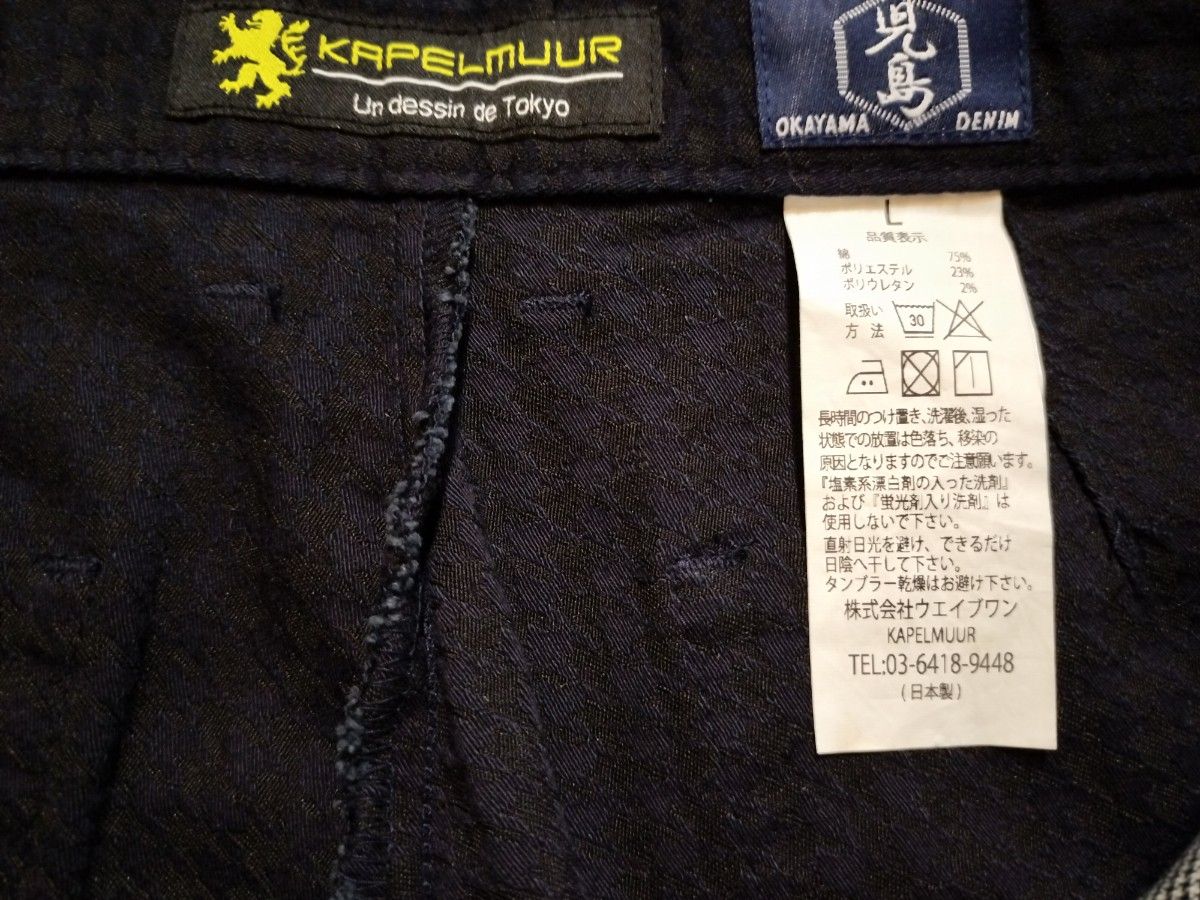 KAPELMUUR
Un dessin de Tokyo
児島
OKAYAMA DENIM
L
品質表示
綿 75%
ポリエステル 23%
ポリウレタン 2%
取扱い
方法
30
長時間のつけ置き、洗濯後、湿った
状態での放置は色落ち、移染の
原因となりますのでご注意願います。
『塩素系漂白剤の入った洗剤』
および『蛍光剤入り洗剤』は
使用しないで下さい。
直射日光を避け、できるだけ
日陰へ干して下さい。
タンブラー乾燥はお避け下さい。
株式会社ウエイブワン
KAPELMUUR
TEL:03-6418-9448
(日本製)